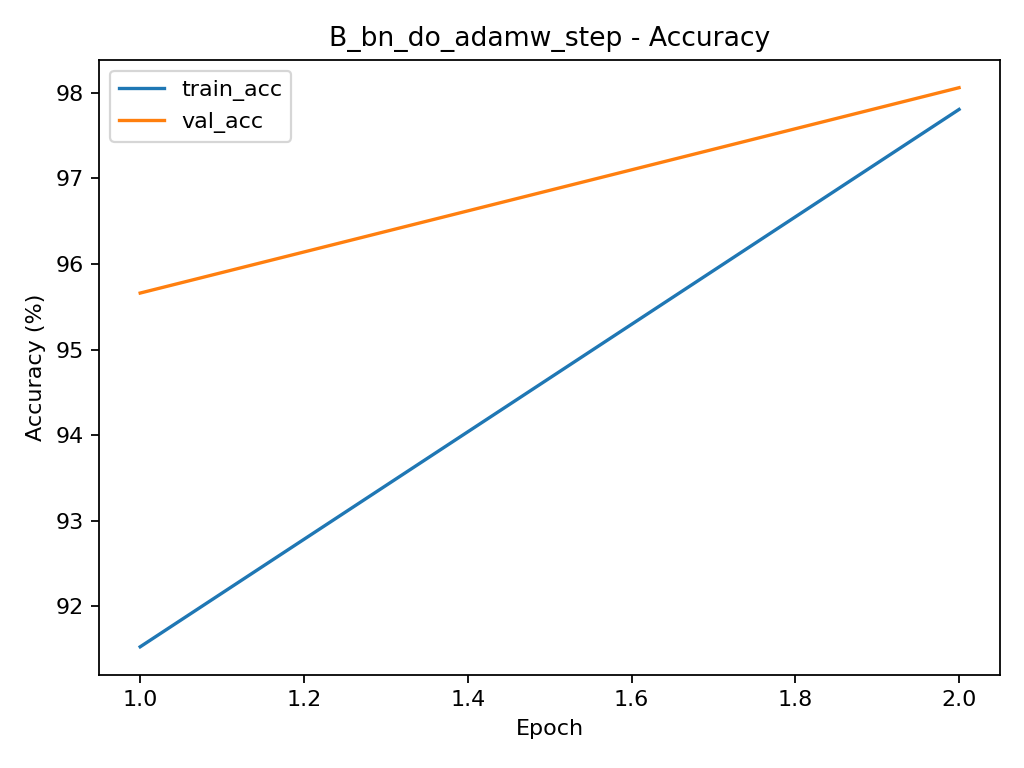 B_bn_do_adamw_step - Accuracy
train_acc
val_acc
Accuracy (%)
98
97
96
95
94
93
92
1.0 1.2 1.4 1.6 1.8 2.0
Epoch